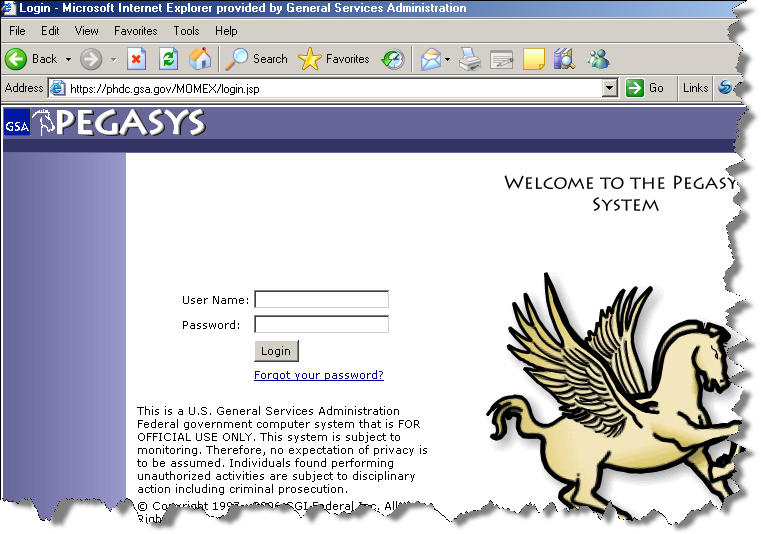 Login - Microsoft Internet Explorer provided by General Services Administration
File Edit View Favorites Tools Help
Back Search Favorites
Address https://phdc.gsa.gov/MOMEX/login.jsp Go Links
GSA PEGASYS
WELCOME TO THE PEGASY
SYSTEM
User Name:
Password:
Login
Forgot your password?
This is a U.S. General Services Administration
Federal government computer system that is FOR
OFFICIAL USE ONLY. This system is subject to
monitoring. Therefore, no expectation of privacy is
to be assumed. Individuals found performing
unauthorized activities are subject to disciplinary
action including criminal prosecution.
© Copyright CGI Federal Inc. All